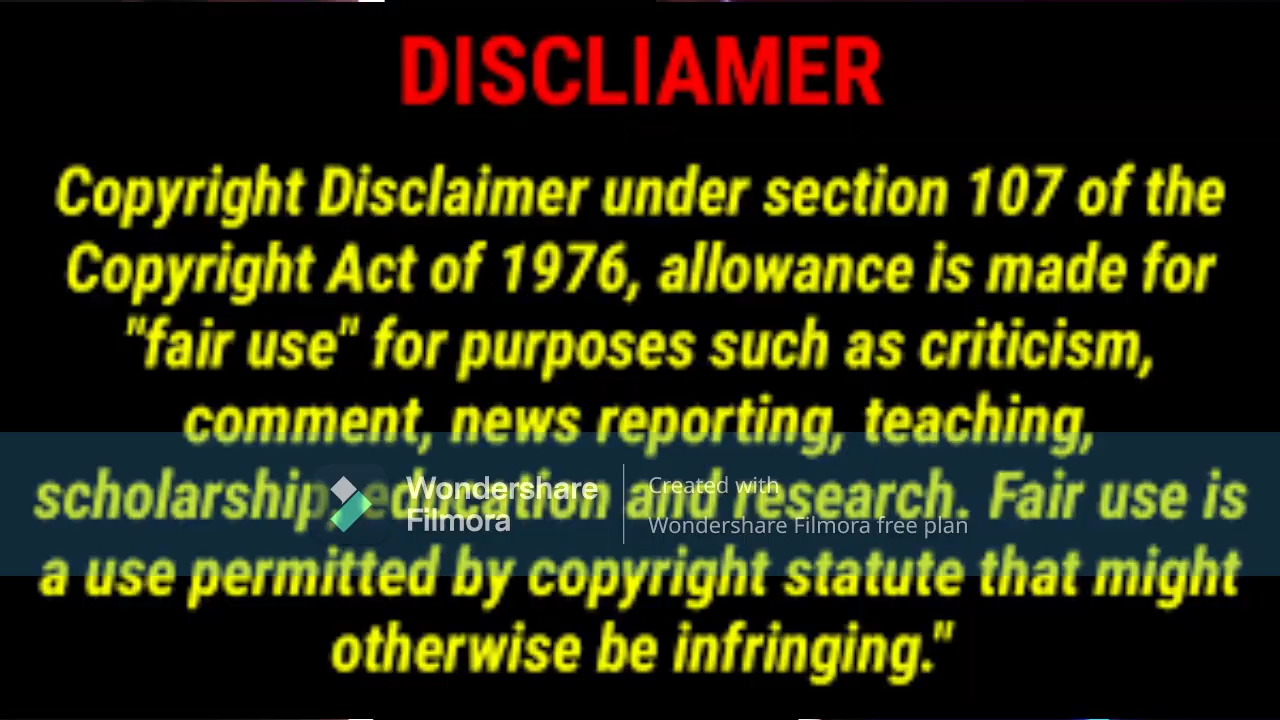 DISCLIAMER
Copyright Disclaimer under section 107 of the
Copyright Act of 1976, allowance is made for
"fair use" for purposes such as criticism,
comment, news reporting, teaching,
scholarship, education and research. Fair use is
a use permitted by copyright statute that might
otherwise be infringing."
Wondershare
Filmora
Created with
Wondershare Filmora free plan